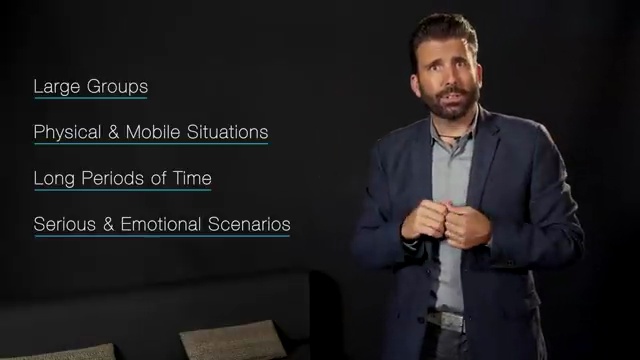 Large Groups
Physical & Mobile Situations
Long Periods of Time
Serious & Emotional Scenarios